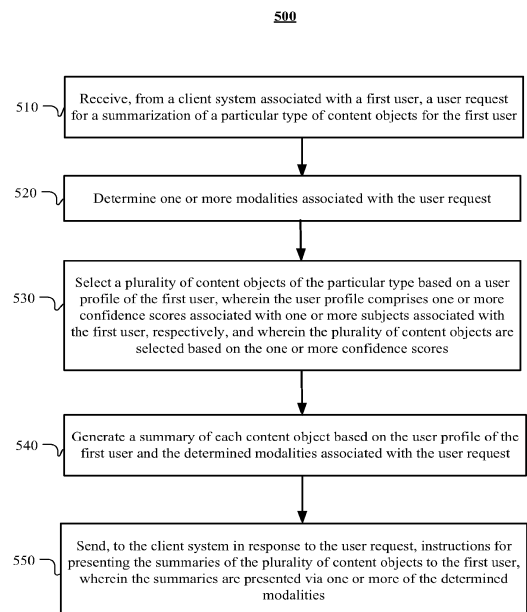 500
510
Receive, from a client system associated with a first user, a user request
for a summarization of a particular type of content objects for the first user
520
Determine one or more modalities associated with the user request
530
Select a plurality of content objects of the particular type based on a user
profile of the first user, wherein the user profile comprises one or more
confidence scores associated with one or more subjects associated with
the first user, respectively, and wherein the plurality of content objects are
selected based on the one or more confidence scores
540
Generate a summary of each content object based on the user profile of the
first user and the determined modalities associated with the user request
550
Send, to the client system in response to the user request, instructions for
presenting the summaries of the plurality of content objects to the first user,
wherein the summaries are presented via one or more of the determined
modalities